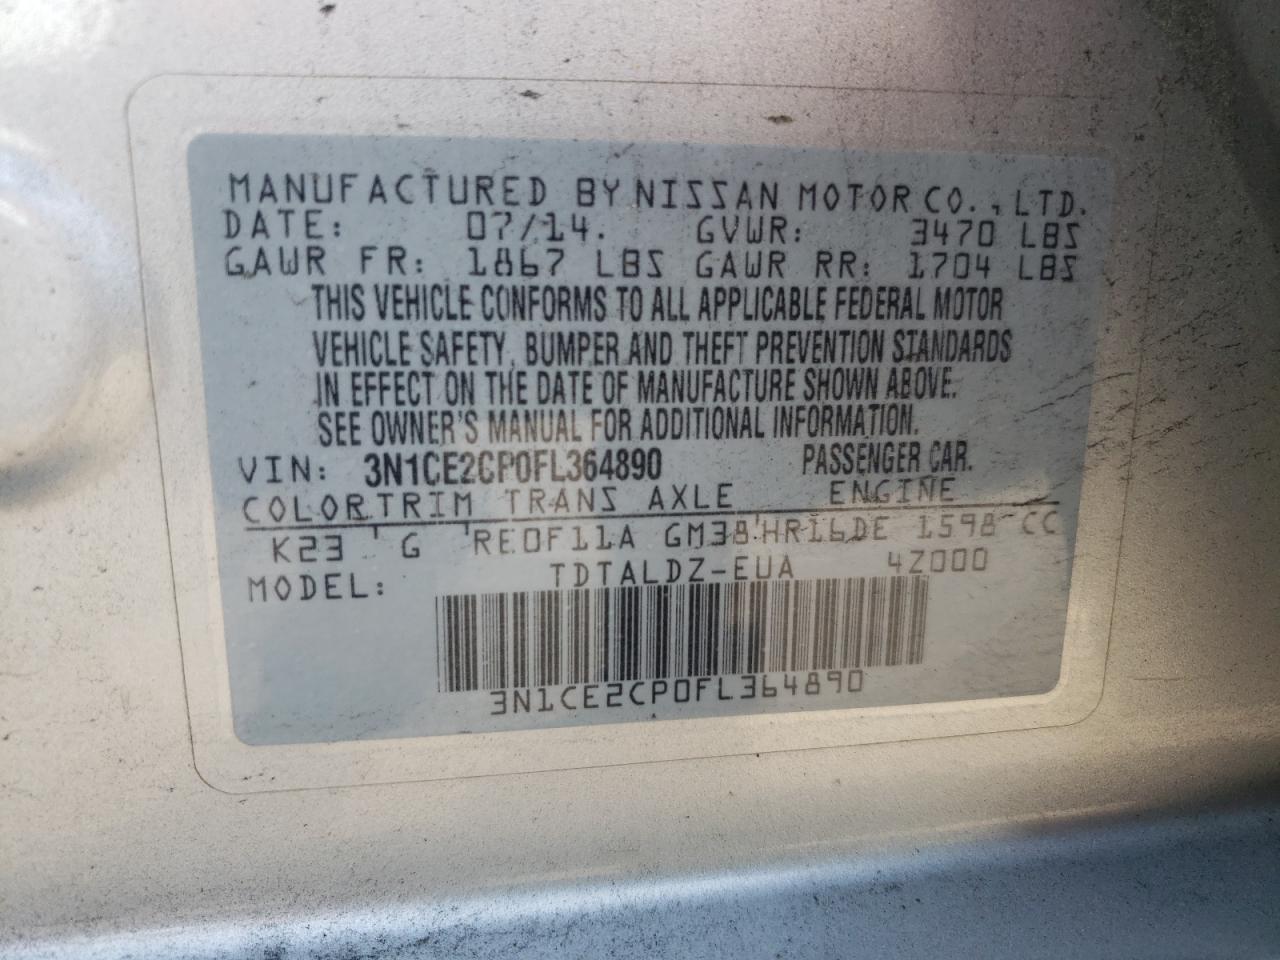 MANUFACTURED BY NISSAN MOTOR CO., LTD.
DATE: 07/14. GVWR: 3470 LBS
GAWR FR: 1867 LBS GAWR RR: 1704 LBS
THIS VEHICLE CONFORMS TO ALL APPLICABLE FEDERAL MOTOR
VEHICLE SAFETY, BUMPER AND THEFT PREVENTION STANDARDS
IN EFFECT ON THE DATE OF MANUFACTURE SHOWN ABOVE.
SEE OWNER'S MANUAL FOR ADDITIONAL INFORMATION.
VIN: 3N1CE2CP0FL364890 PASSENGER CAR.
COLOR TRIM TRANS AXLE ENGINE
K23 G RE0F11A GM38 HR16DE 1598 CC
MODEL: TDTALDZ-EUA 4Z000
3N1CE2CP0FL364890